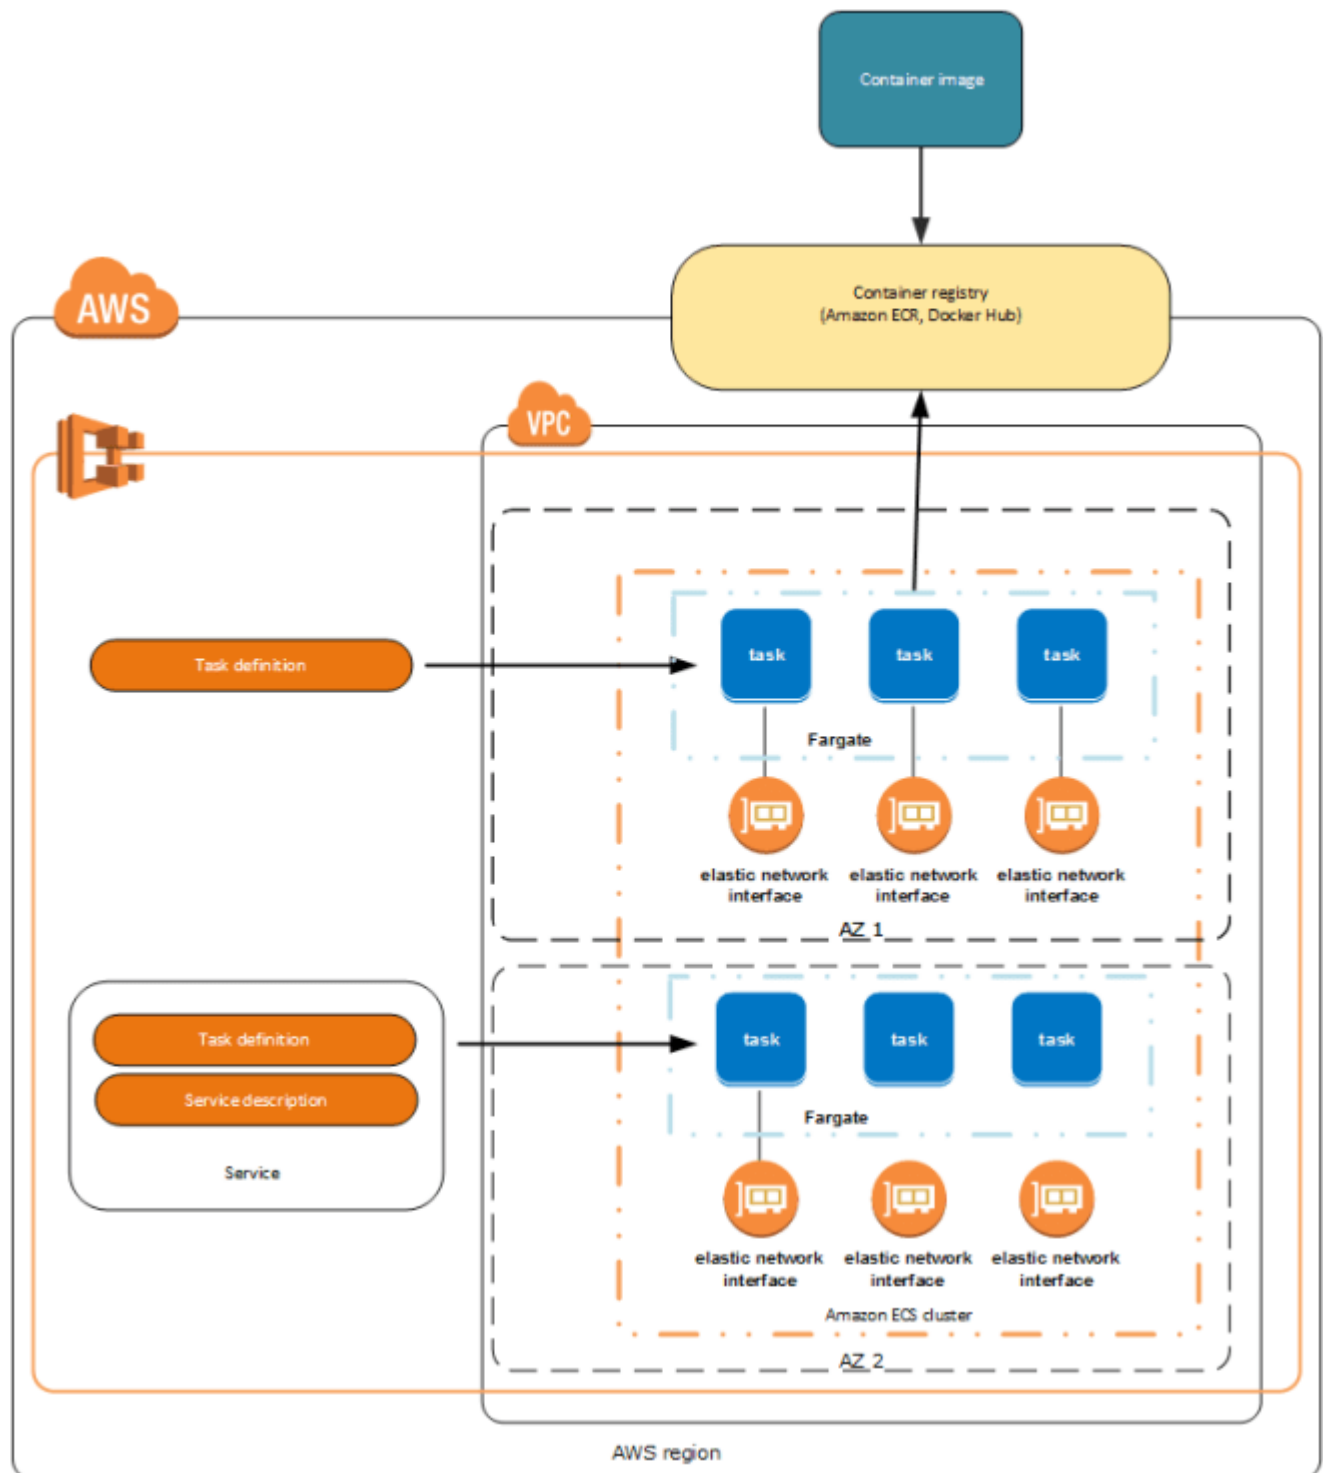 Container image
Container registry
(Amazon ECR, Docker Hub)
AWS
VPC
Task definition
task
task
task
Fargate
elastic network
interface
elastic network
interface
elastic network
interface
AZ 1
Task definition
Service description
Service
task
task
task
Fargate
elastic network
interface
elastic network
interface
elastic network
interface
Amazon ECS cluster
AZ 2
AWS region